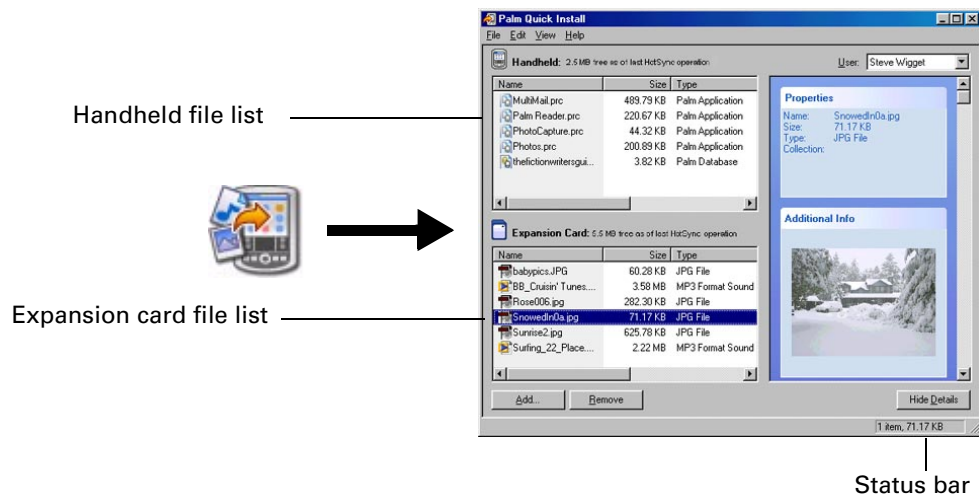 Palm Quick Install
File Edit View Help
Handheld: 2.5 MB free as of last HotSync operation
User: Steve Wigget
Name Size Type
MultiMail.prc 489.79 KB Palm Application
Palm Reader.prc 220.67 KB Palm Application
PhotoCapture.prc 44.32 KB Palm Application
Photos.prc 200.89 KB Palm Application
thefictionwritersgui... 3.82 KB Palm Database
Properties
Name: SnowedIn0a.jpg
Size: 71.17 KB
Type: JPG File
Collection:
Handheld file list
Expansion Card: 5.5 MB free as of last HotSync operation
Name Size Type
babypics.JPG 60.28 KB JPG File
BB_Cruisin' Tunes.... 3.58 MB MP3 Format Sound
Rose006.jpg 282.30 KB JPG File
SnowedIn0a.jpg 71.17 KB JPG File
Sunrise2.jpg 625.78 KB JPG File
Surfing_22_Place.... 2.22 MB MP3 Format Sound
Additional Info
Expansion card file list
Add... Remove Hide Details
1 item, 71.17 KB
Status bar